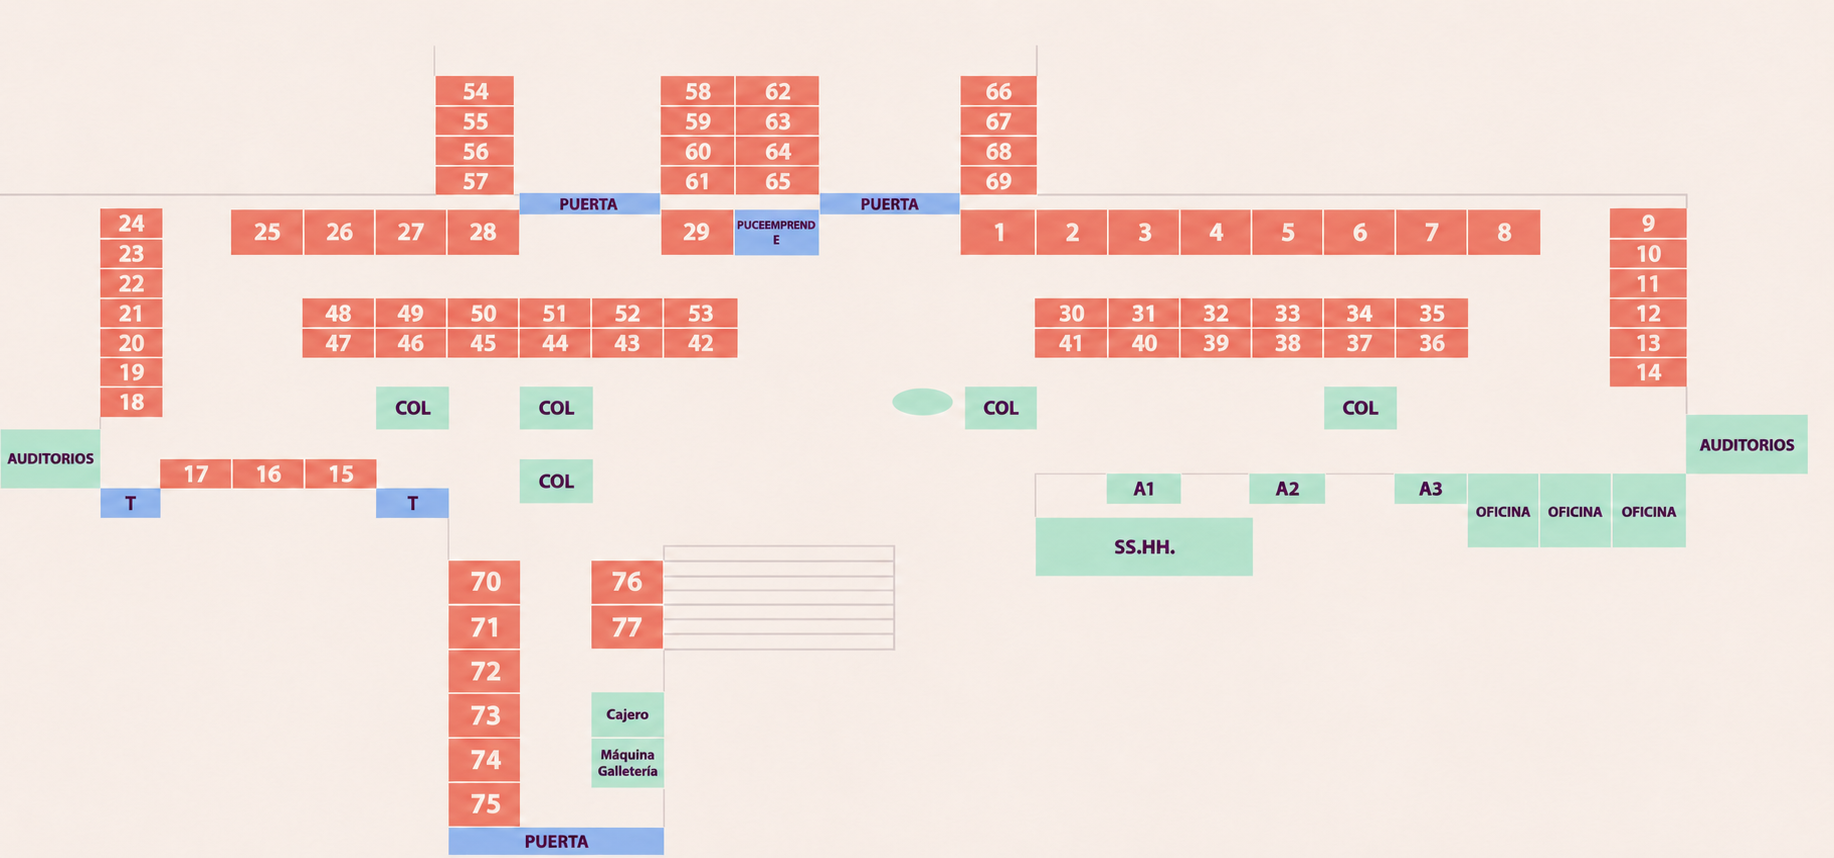 54 58 62 66
55 59 63 67
56 60 64 68
57 61 65 69
PUERTA PUERTA
24 25 26 27 28 29 PUCEEMPREND
E
1 2 3 4 5 6 7 8 9
23 10
22 11
21 48 49 50 51 52 53 30 31 32 33 34 35 12
20 47 46 45 44 43 42 41 40 39 38 37 36 13
19 14
18 COL COL COL COL
AUDITORIOS AUDITORIOS
17 16 15 COL A1 A2 A3
T T OFICINA OFICINA OFICINA
SS.HH.
70 76
71 77
72
73 Cajero
74 Máquina
Galletería
75
PUERTA